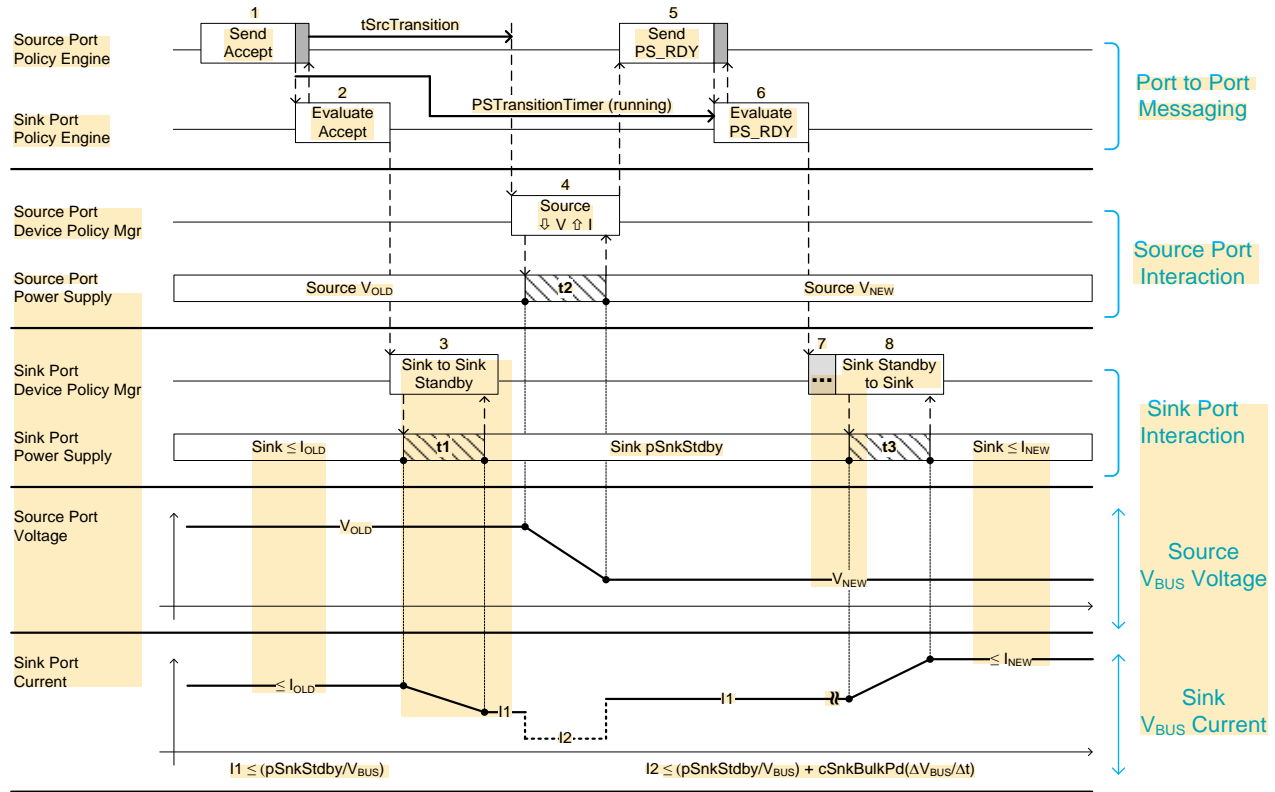 1
Send
Accept
tSrcTransition
5
Send
PS_RDY
Source Port
Policy Engine
2
Evaluate
Accept
PSTransitionTimer (running)
6
Evaluate
PS_RDY
Sink Port
Policy Engine
Port to Port
Messaging
Source Port
Device Policy Mgr
4
Source
⇩ V ⇧ I
Source Port
Power Supply
Source VOLD
t2
Source VNEW
Source Port
Interaction
Sink Port
Device Policy Mgr
3
Sink to Sink
Standby
7
...
8
Sink Standby
to Sink
Sink Port
Power Supply
Sink ≤ IOLD
t1
Sink pSnkStdby
t3
Sink ≤ INEW
Sink Port
Interaction
Source Port
Voltage
VOLD
VNEW
Source
VBUS Voltage
Sink Port
Current
≤ IOLD
I1
I2
I1
≤ INEW
Sink
VBUS Current
I1 ≤ (pSnkStdby/VBUS)
I2 ≤ (pSnkStdby/VBUS) + cSnkBulkPd(ΔVBUS/Δt)